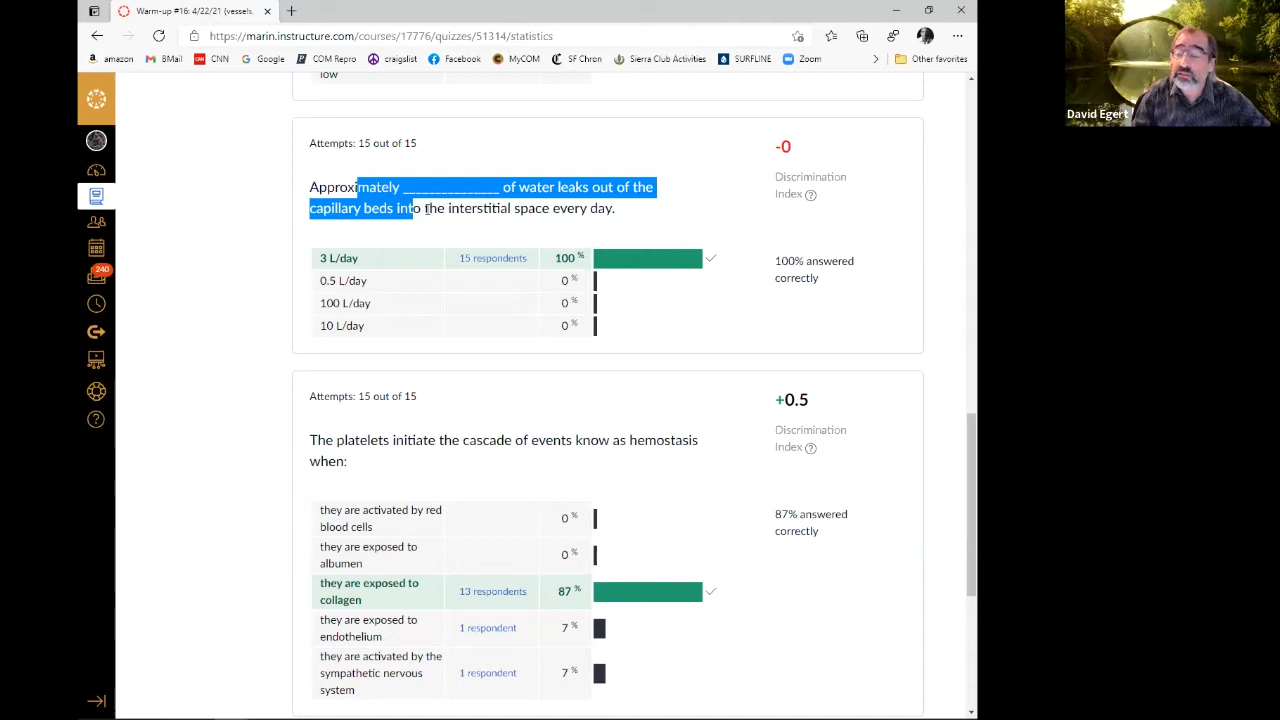 Warm-up #16: 4/22/21 (vessels,
https://marin.instructure.com/courses/17776/quizzes/51314/statistics
amazon
BMail
CNN
Google
COM Repro
craigslist
Facebook
MyCOM
SF Chron
Sierra Club Activities
SURFLINE
Zoom
Other favorites
David Egert
240
low
Attempts: 15 out of 15
-0
Discrimination
Index
Approximately _______________ of water leaks out of the
capillary beds into the interstitial space every day.
3 L/day 15 respondents 100 %
0.5 L/day 0 %
100 L/day 0 %
10 L/day 0 %
100% answered
correctly
Attempts: 15 out of 15
+0.5
Discrimination
Index
The platelets initiate the cascade of events know as hemostasis
when:
they are activated by red
blood cells 0 %
they are exposed to
albumen 0 %
they are exposed to
collagen 13 respondents 87 %
they are exposed to
endothelium 1 respondent 7 %
they are activated by the
sympathetic nervous
system 1 respondent 7 %
87% answered
correctly